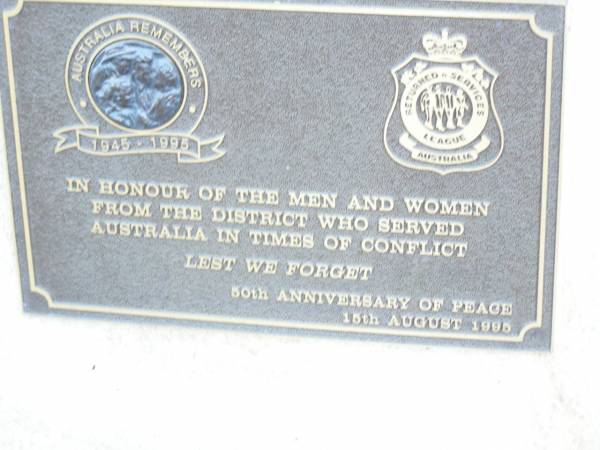 AUSTRALIA REMEMBERS
1945 - 1995
RETURNED & SERVICES
LEAGUE
AUSTRALIA
IN HONOUR OF THE MEN AND WOMEN
FROM THE DISTRICT WHO SERVED
AUSTRALIA IN TIMES OF CONFLICT
LEST WE FORGET
50th ANNIVERSARY OF PEACE
15th AUGUST 1995